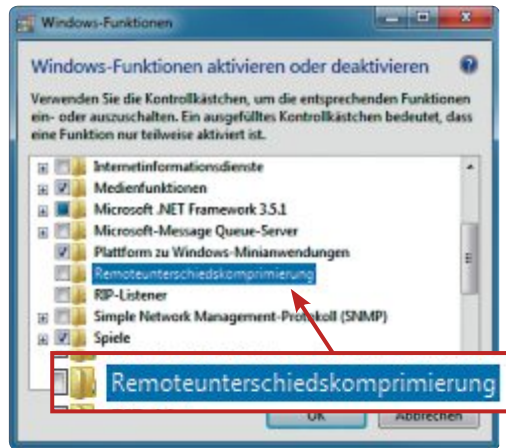 Windows-Funktionen
Windows-Funktionen aktivieren oder deaktivieren
Verwenden Sie die Kontrollkästchen, um die entsprechenden Funktionen
ein- oder auszuschalten. Ein ausgefülltes Kontrollkästchen bedeutet, dass
eine Funktion nur teilweise aktiviert ist.
Internetinformationsdienste
Medienfunktionen
Microsoft .NET Framework 3.5.1
Microsoft-Message Queue-Server
Plattform zu Windows-Minianwendungen
Remoteunterschiedskomprimierung
RIP-Listener
Simple Network Management-Protokoll (SNMP)
Spiele
Remoteunterschiedskomprimierung
OK Abbrechen